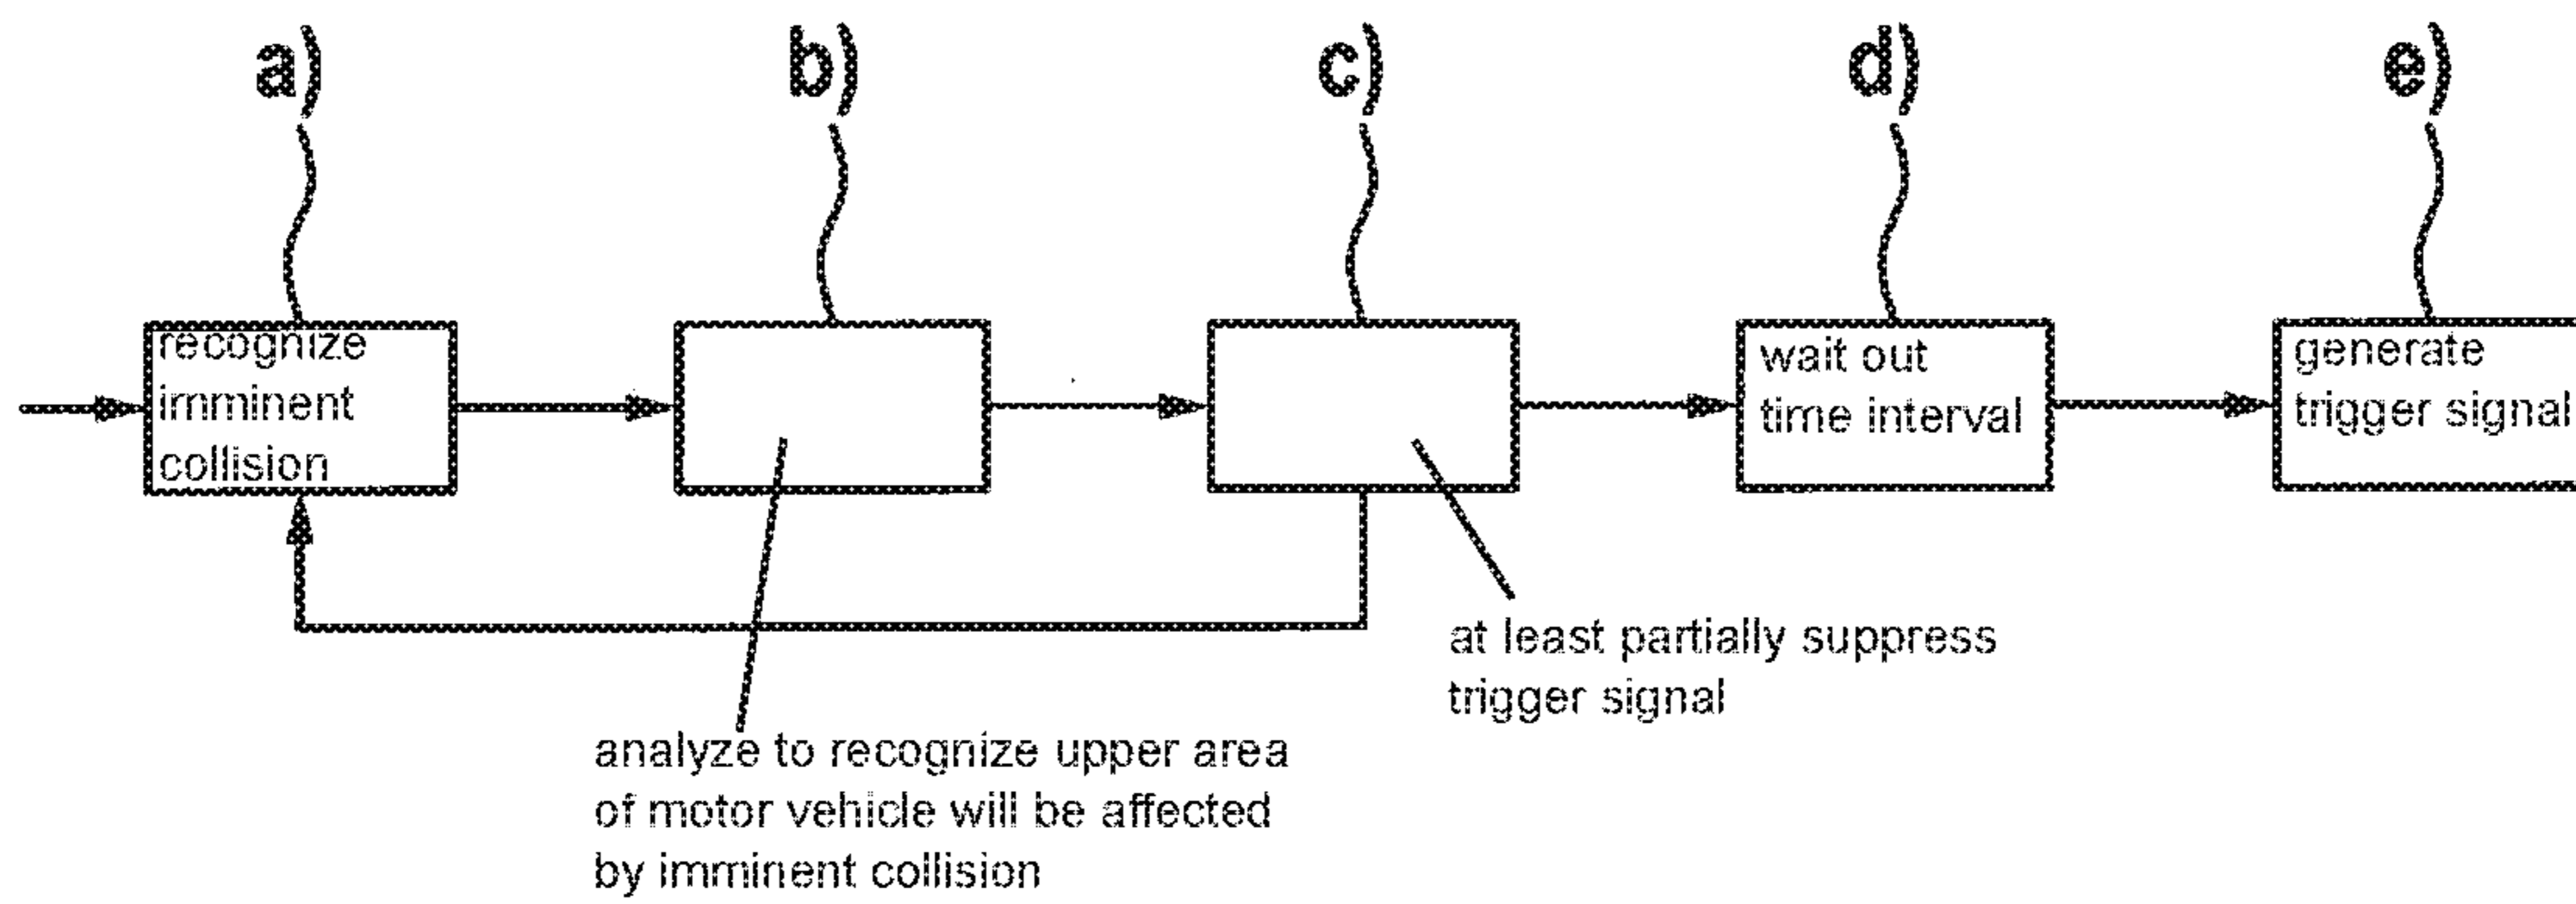 a) b) c) d) e)
recognize
imminent
collision
wait out
time interval
generate
trigger signal
at least partially suppress
trigger signal
analyze to recognize upper area
of motor vehicle will be affected
by imminent collision